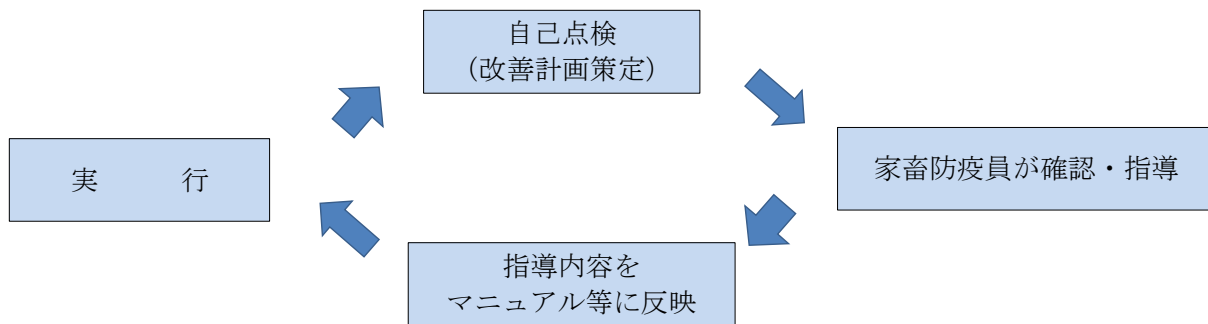 自己点検
(改善計画策定)
家畜防疫員が確認・指導
指導内容を
マニュアル等に反映
実　　　行